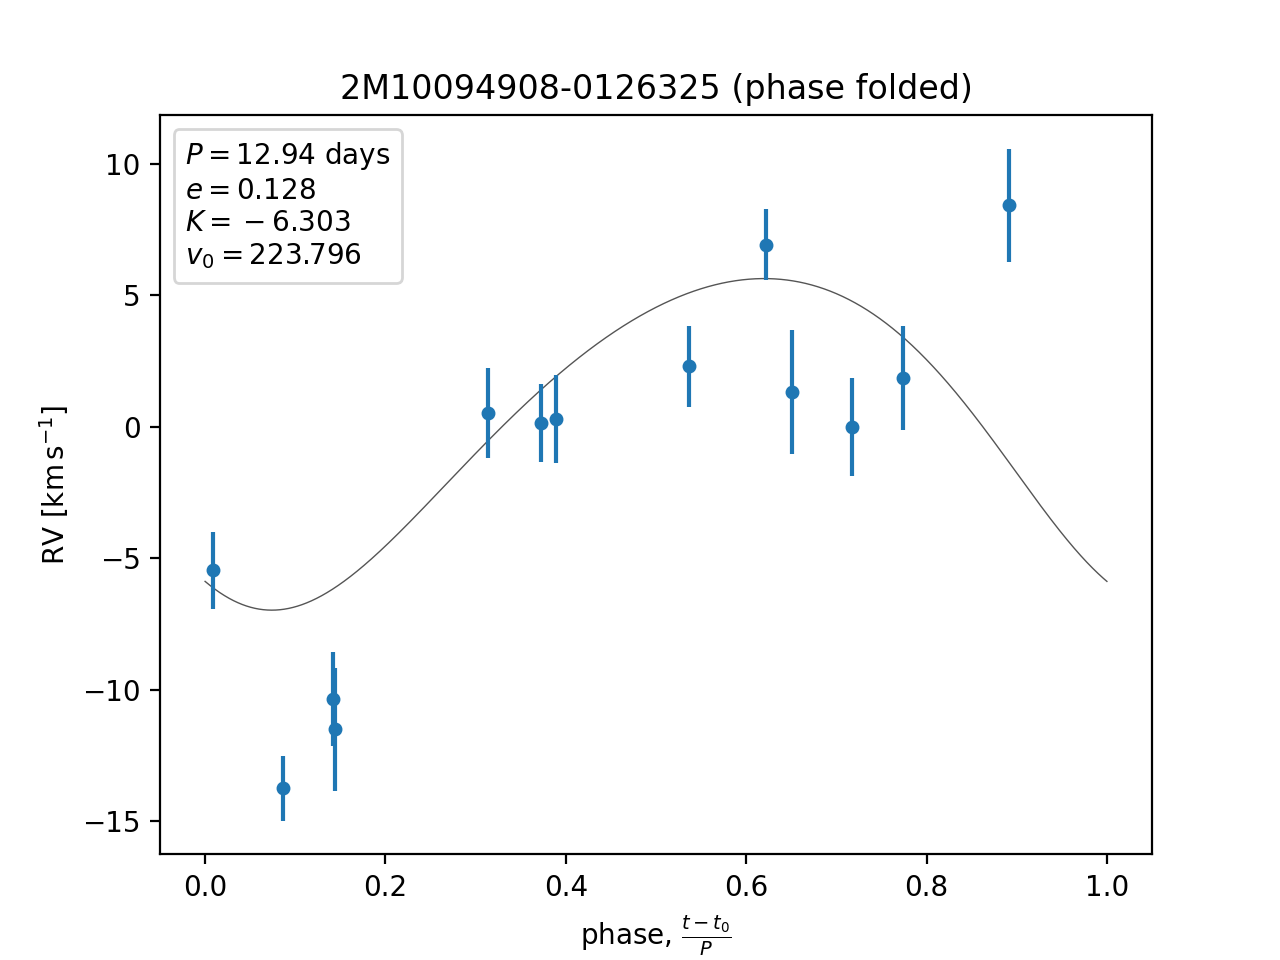 2M10094908-0126325 (phase folded)
P = 12.94 days
e = 0.128
K = −6.303
v₀ = 223.796
10
5
0
−5
−10
−15
RV [km s⁻¹]
0.0 0.2 0.4 0.6 0.8 1.0
phase, (t − t₀)/P